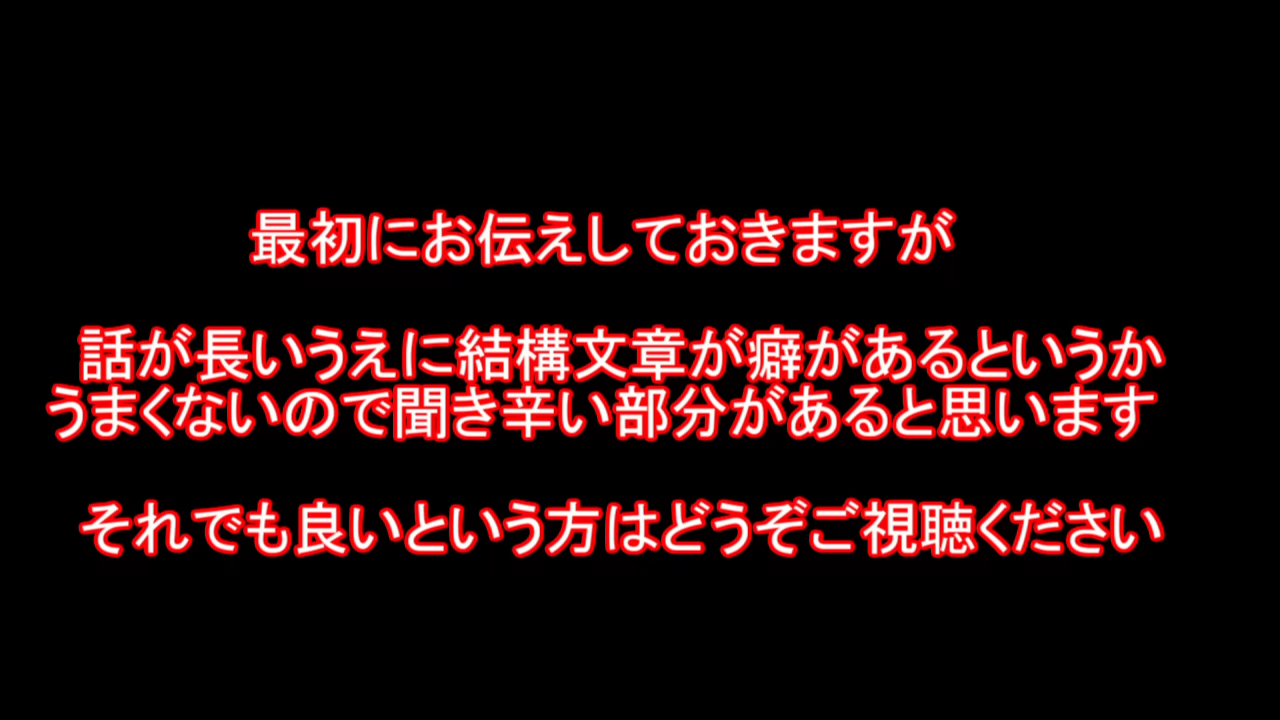 最初にお伝えしておきますが
話が長いうえに結構文章が癖があるというか
うまくないので聞き辛い部分があると思います
それでも良いという方はどうぞご視聴ください